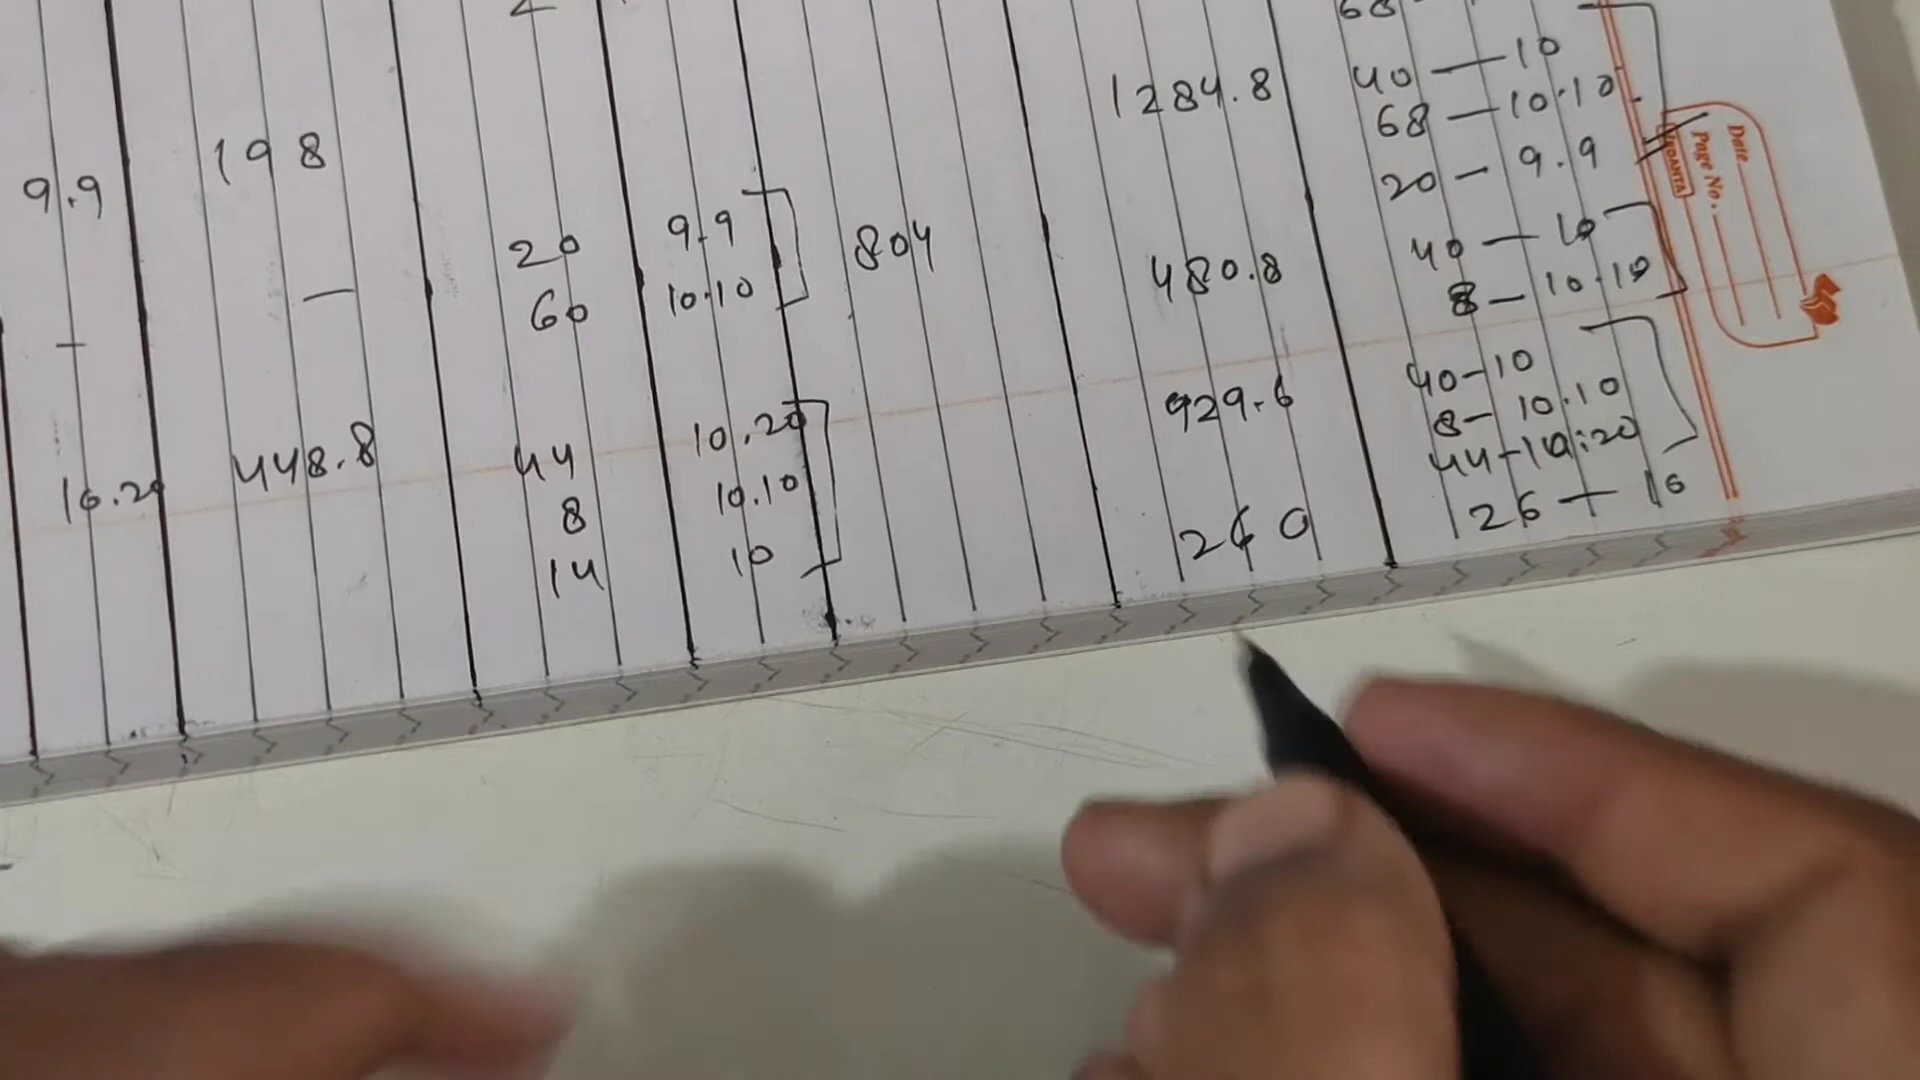 68
40 — 10
1284.8 68 — 10.10
9.9 198 20 — 9.9
20 9.9 804 480.8 40 — 10
— — 60 10.10 8 — 10.10
40 - 10
929.6 8 - 10.10
16.20 448.8 44 10.20 44 - 10.20
8 10.10 260 26 — 10
14 10
Date
Page No.